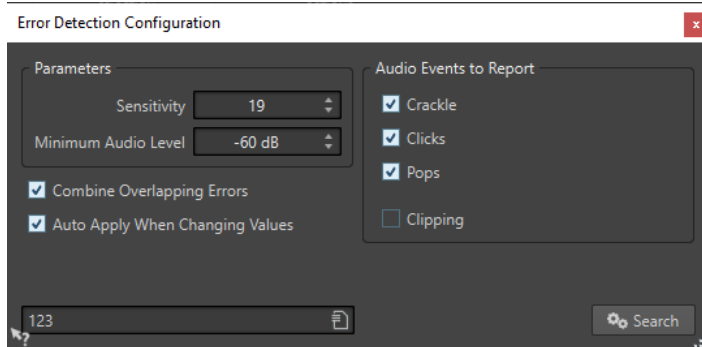 Error Detection Configuration
x
Parameters
Sensitivity 19
Minimum Audio Level -60 dB
Combine Overlapping Errors
Auto Apply When Changing Values
Audio Events to Report
Crackle
Clicks
Pops
Clipping
123
?
Search